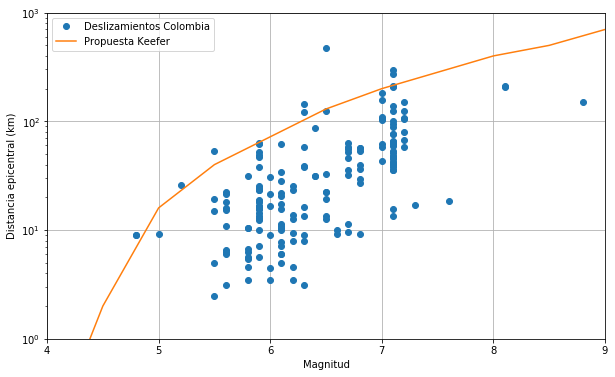 10³
Deslizamientos Colombia
Propuesta Keefer
10²
10¹
10⁰
Distancia epicentral (km)
4 5 6 7 8 9
Magnitud